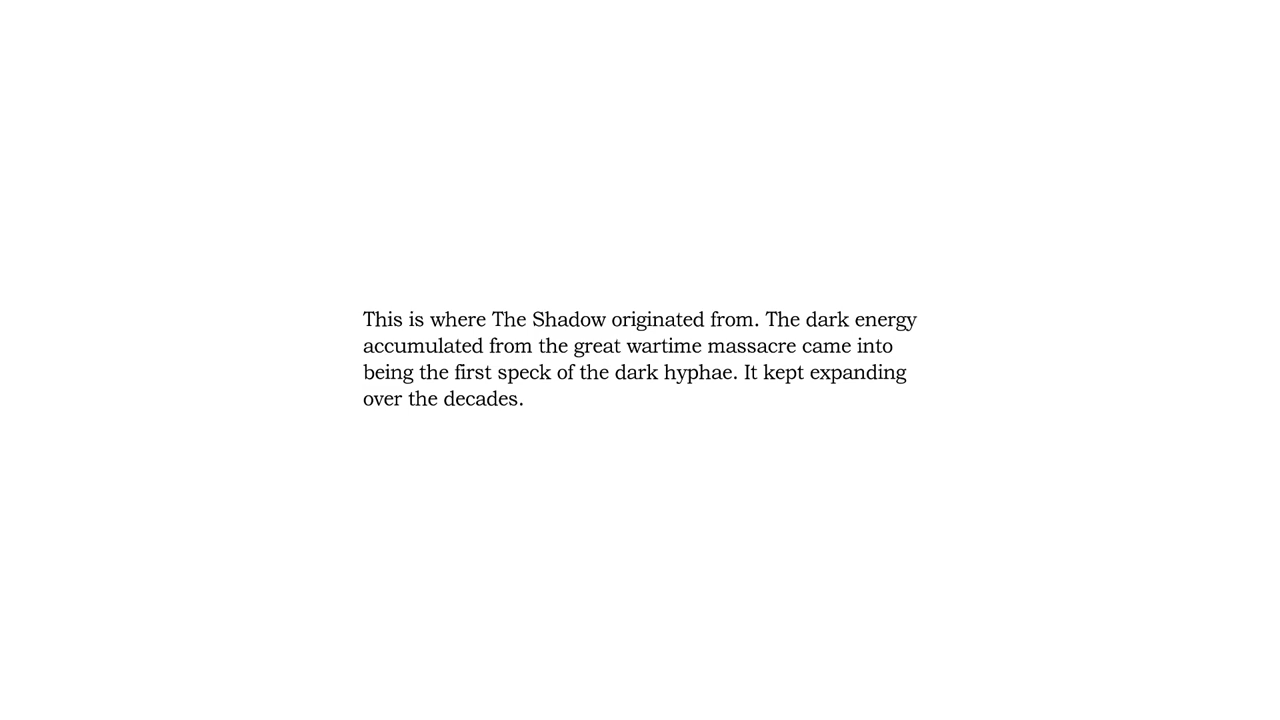 This is where The Shadow originated from. The dark energy
accumulated from the great wartime massacre came into
being the first speck of the dark hyphae. It kept expanding
over the decades.